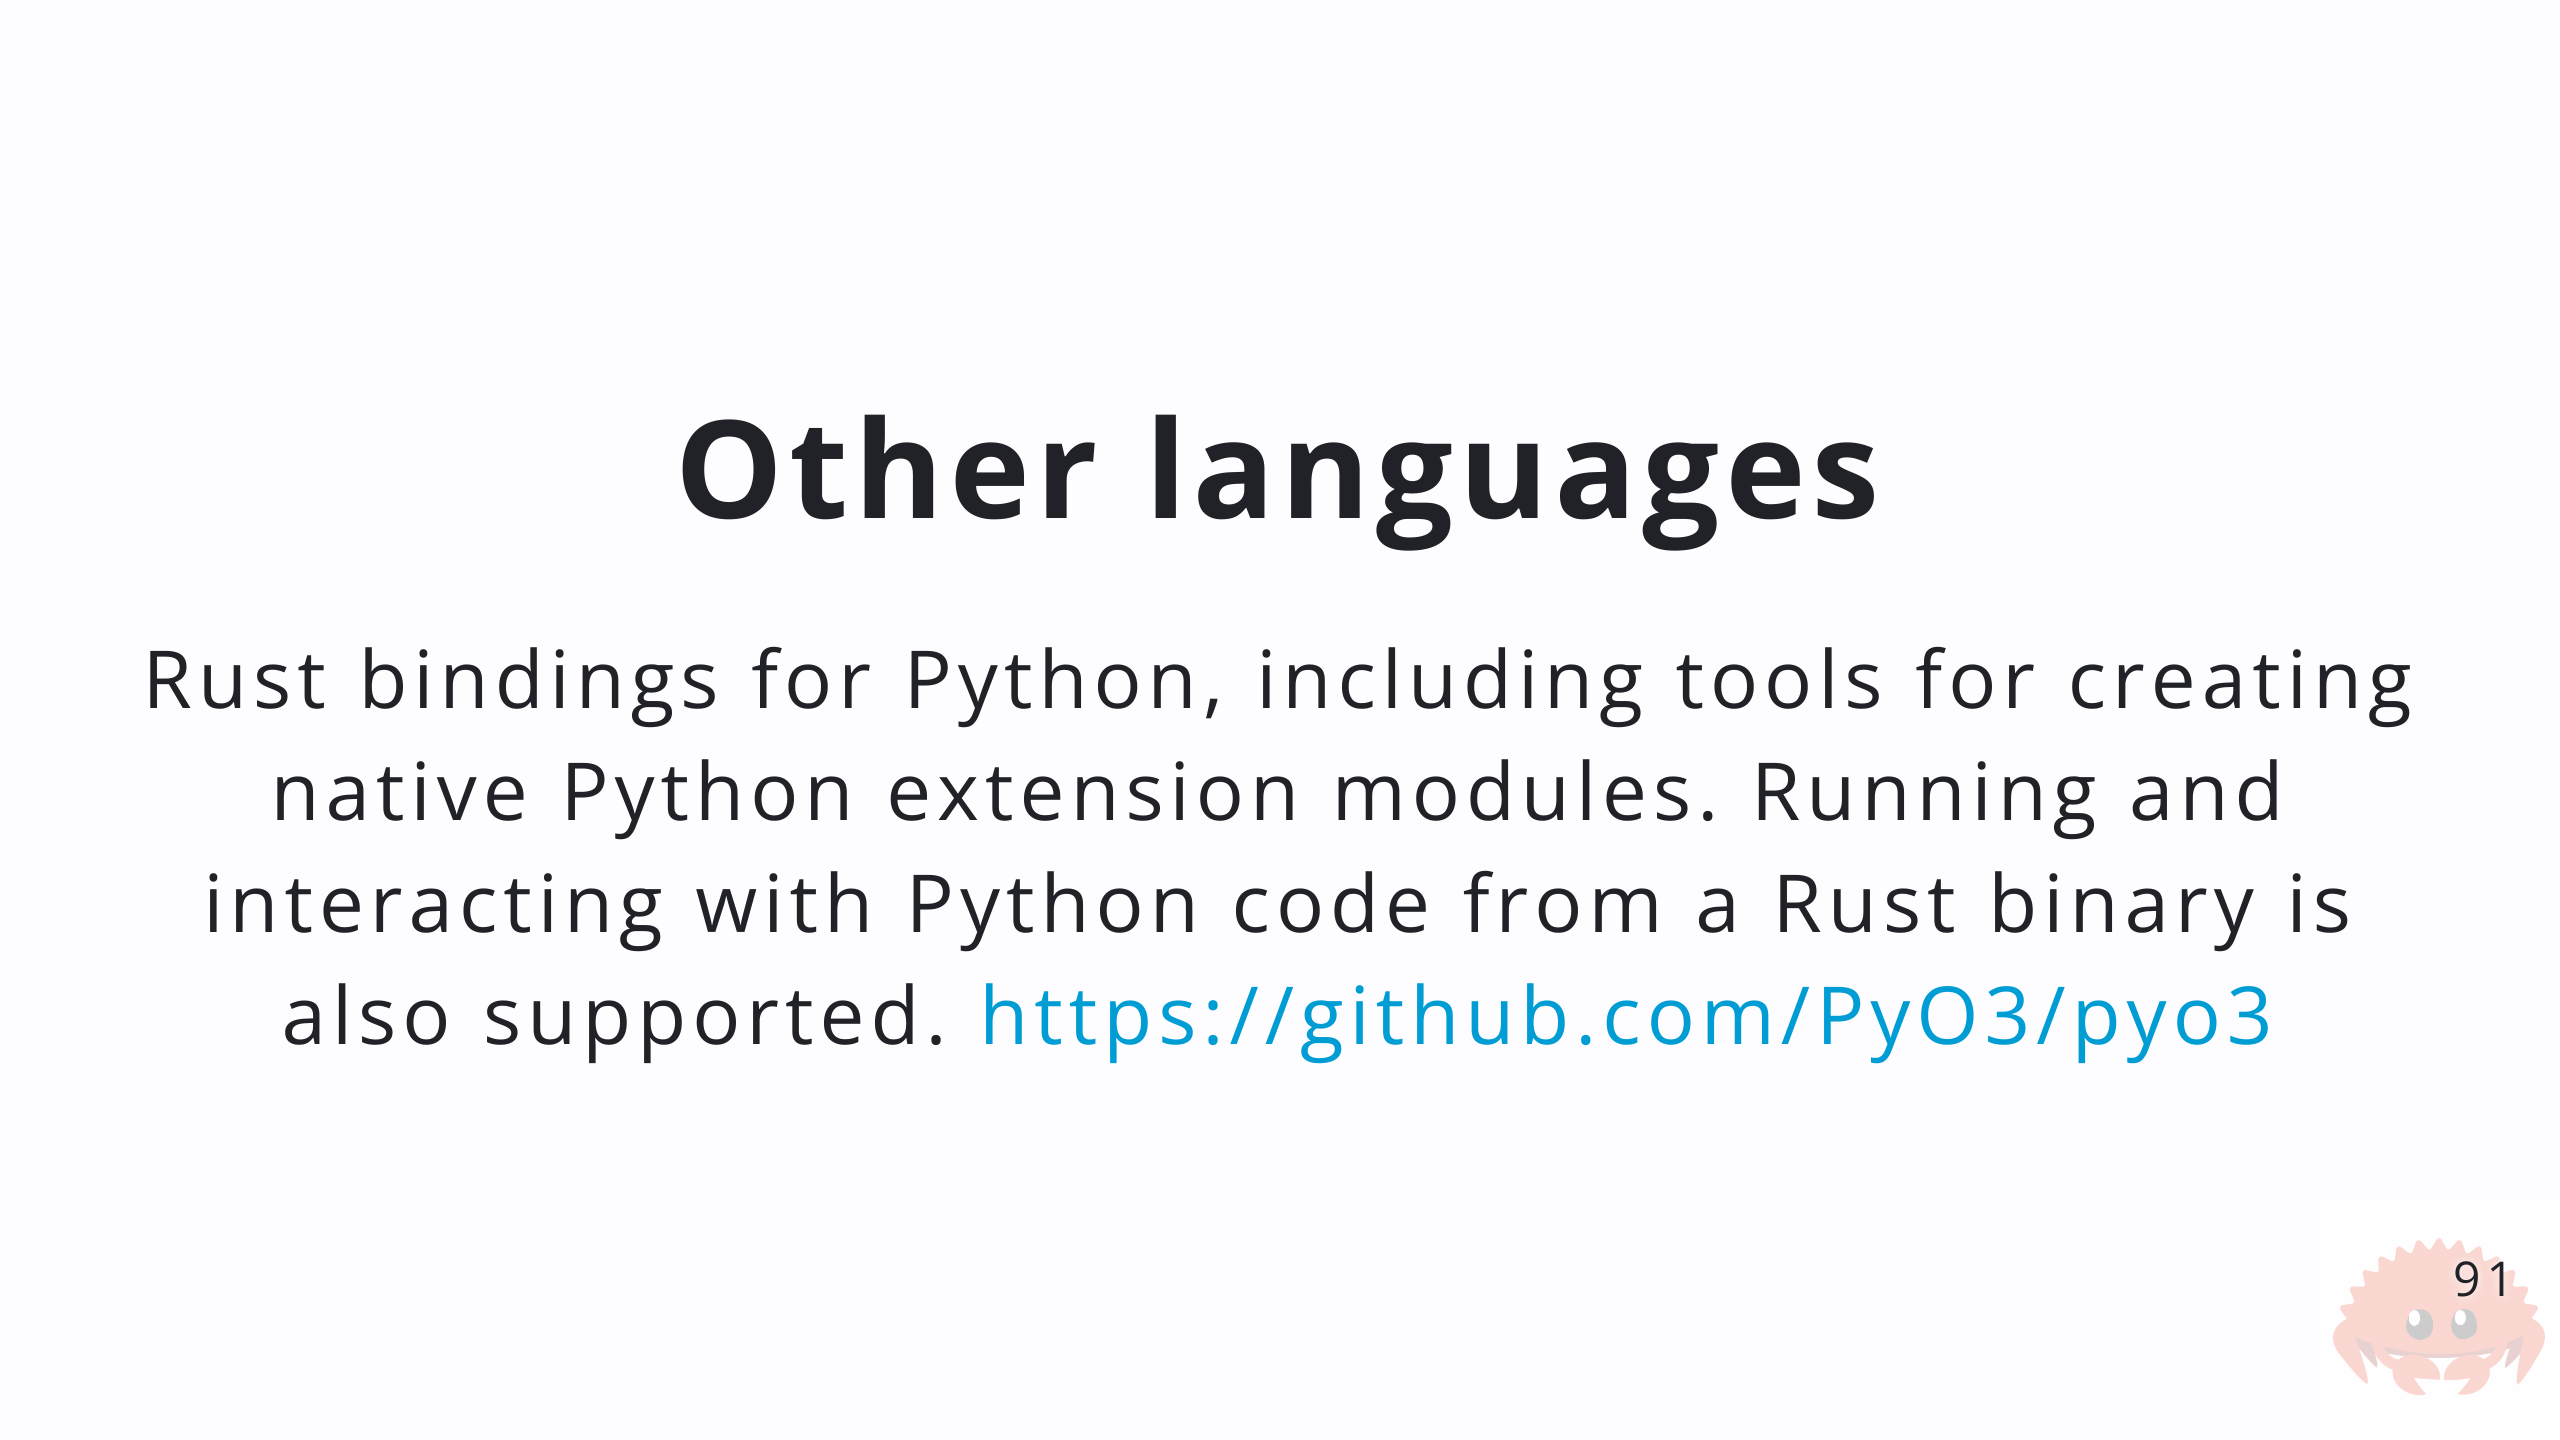 Other languages
Rust bindings for Python, including tools for creating
native Python extension modules. Running and
interacting with Python code from a Rust binary is
also supported. https://github.com/PyO3/pyo3
91